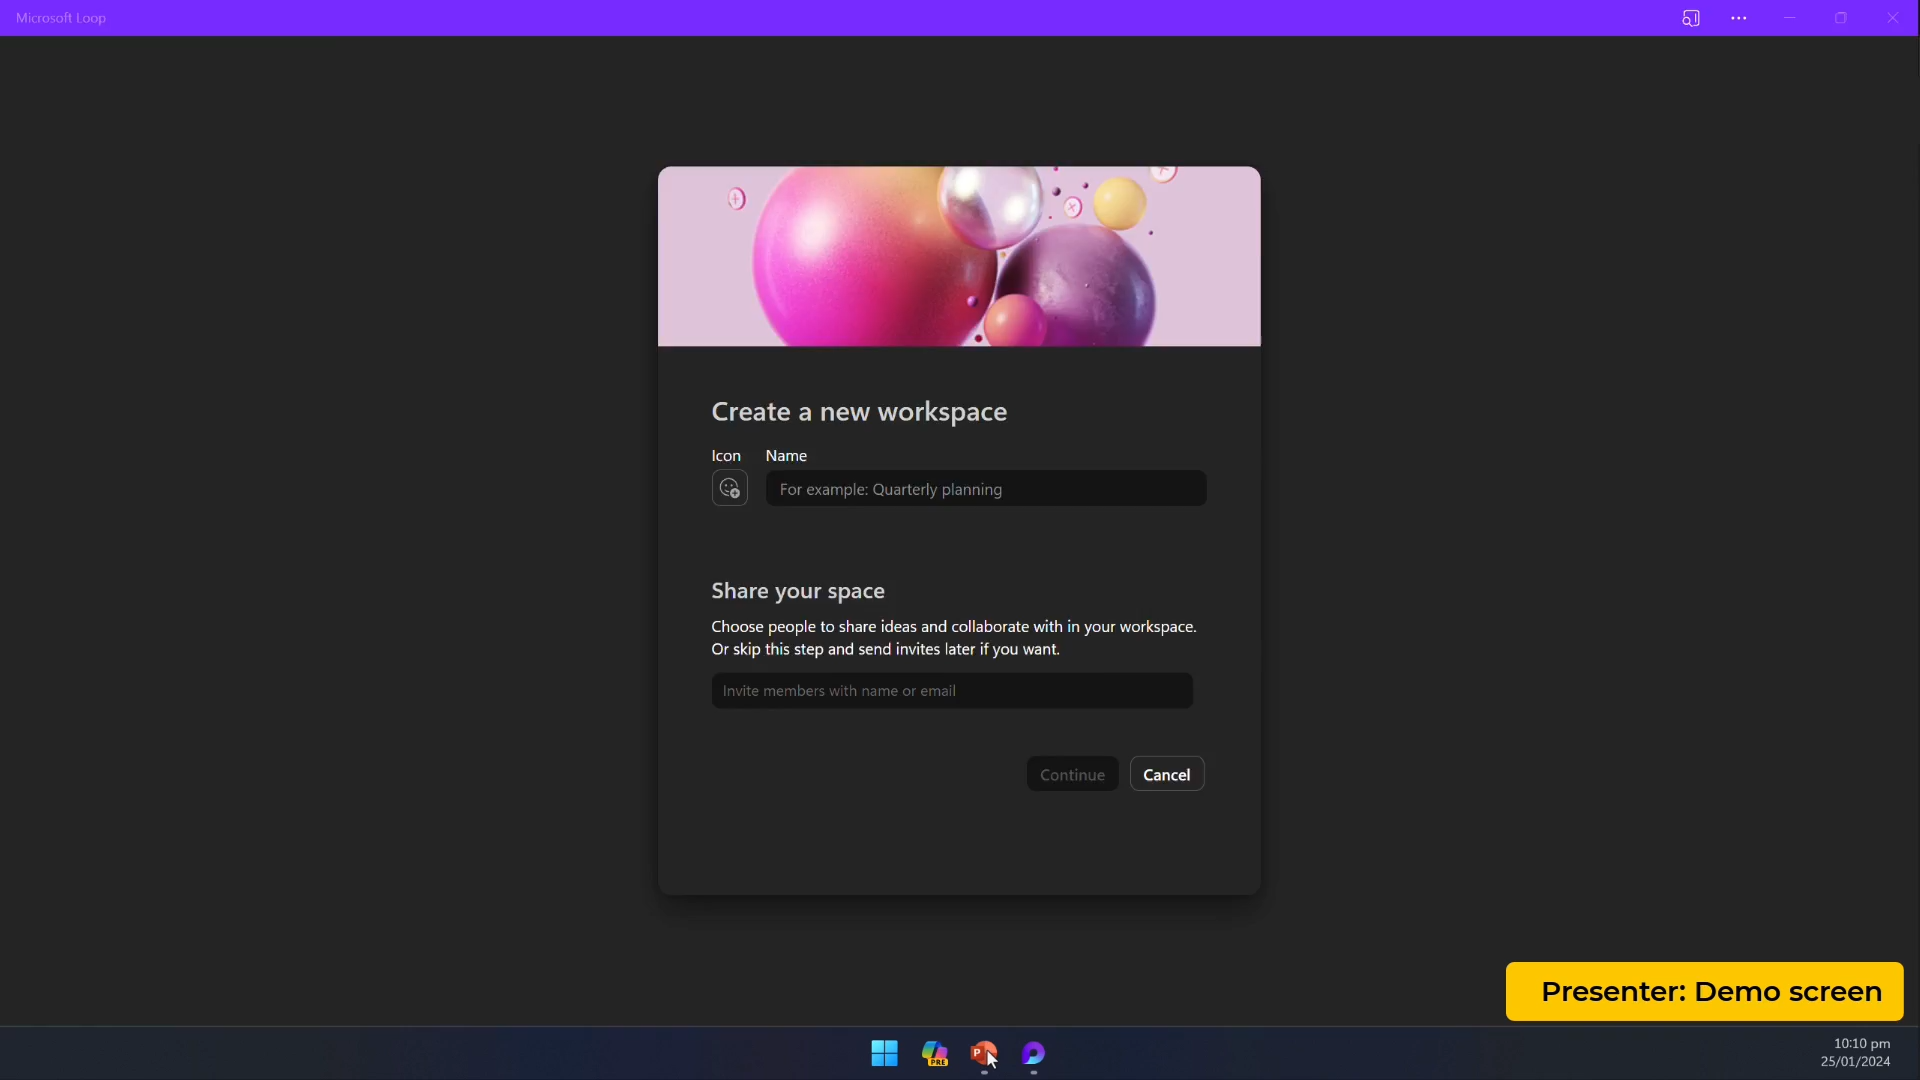 Microsoft Loop
Create a new workspace
Icon Name
For example: Quarterly planning
Share your space
Choose people to share ideas and collaborate with in your workspace.
Or skip this step and send invites later if you want.
Invite members with name or email
Continue Cancel
Presenter: Demo screen
PRE P
10:10 pm
25/01/2024